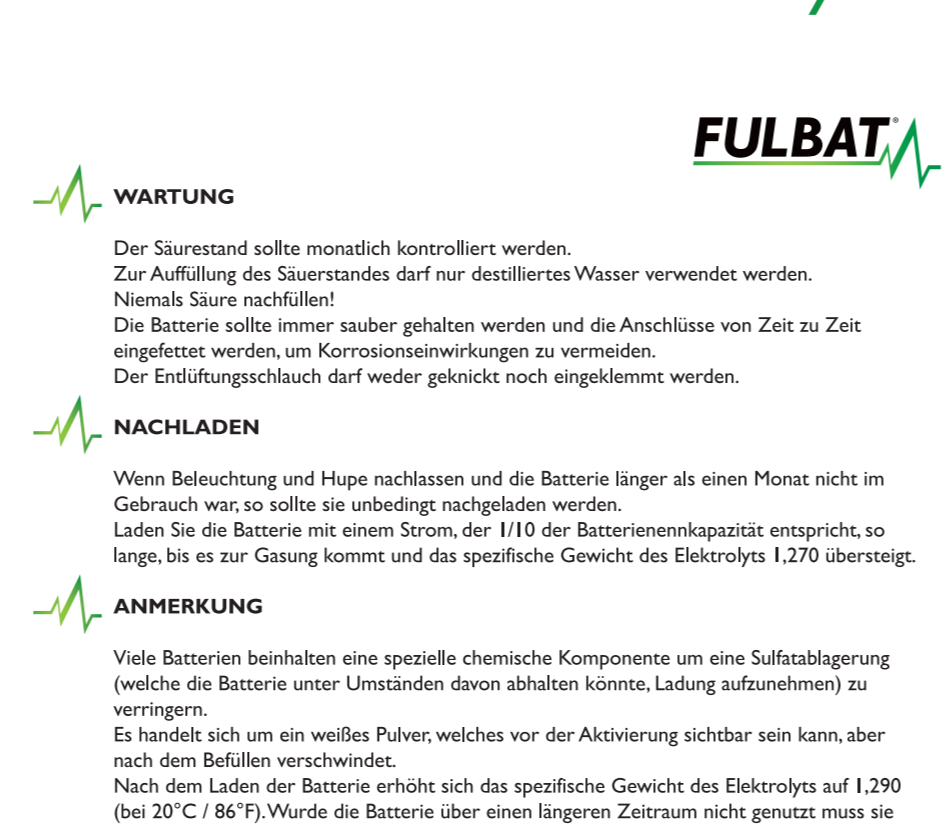 FULBAT®
WARTUNG
Der Säurestand sollte monatlich kontrolliert werden.
Zur Auffüllung des Säuerstandes darf nur destilliertes Wasser verwendet werden.
Niemals Säure nachfüllen!
Die Batterie sollte immer sauber gehalten werden und die Anschlüsse von Zeit zu Zeit
eingefettet werden, um Korrosionseinwirkungen zu vermeiden.
Der Entlüftungsschlauch darf weder geknickt noch eingeklemmt werden.
NACHLADEN
Wenn Beleuchtung und Hupe nachlassen und die Batterie länger als einen Monat nicht im
Gebrauch war, so sollte sie unbedingt nachgeladen werden.
Laden Sie die Batterie mit einem Strom, der 1/10 der Batterienennkapazität entspricht, so
lange, bis es zur Gasung kommt und das spezifische Gewicht des Elektrolyts 1,270 übersteigt.
ANMERKUNG
Viele Batterien beinhalten eine spezielle chemische Komponente um eine Sulfatablagerung
(welche die Batterie unter Umständen davon abhalten könnte, Ladung aufzunehmen) zu
verringern.
Es handelt sich um ein weißes Pulver, welches vor der Aktivierung sichtbar sein kann, aber
nach dem Befüllen verschwindet.
Nach dem Laden der Batterie erhöht sich das spezifische Gewicht des Elektrolyts auf 1,290
(bei 20°C / 86°F). Wurde die Batterie über einen längeren Zeitraum nicht genutzt muss sie